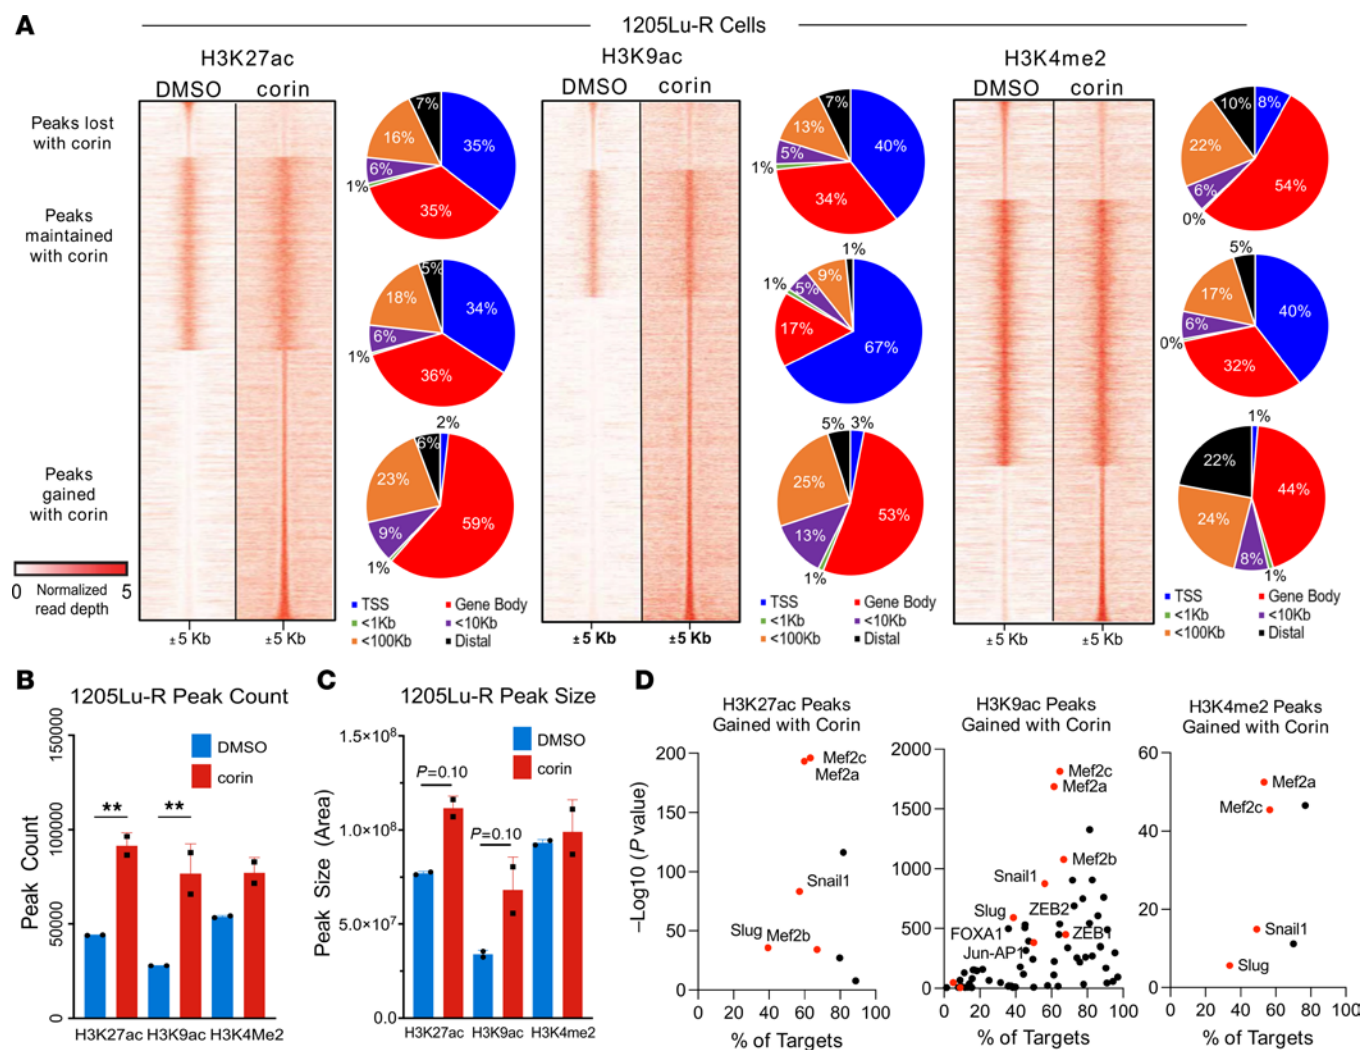 A
1205Lu-R Cells
H3K27ac
H3K9ac
H3K4me2
DMSO corin
DMSO corin
DMSO corin
Peaks lost
with corin
Peaks
maintained
with corin
Peaks
gained
with corin
0 Normalized 5
read depth
7%
35%
35%
1%
6%
16%
5%
34%
36%
1%
6%
18%
2%
6%
59%
1%
9%
23%
7%
40%
34%
1%
5%
13%
1%
67%
17%
1%
5%
9%
5%
3%
53%
1%
13%
25%
10%
8%
54%
0%
6%
22%
5%
40%
32%
0%
6%
17%
1%
22%
44%
1%
8%
24%
TSS Gene Body
<1Kb <10Kb
<100Kb Distal
TSS Gene Body
<1Kb <10Kb
<100Kb Distal
TSS Gene Body
<1Kb <10Kb
<100Kb Distal
±5 Kb ±5 Kb
±5 Kb ±5 Kb
±5 Kb ±5 Kb
B
1205Lu-R Peak Count
DMSO
corin
** **
Peak Count
150000
100000
50000
0
H3K27ac H3K9ac H3K4Me2
C
1205Lu-R Peak Size
DMSO
corin
P=0.10
P=0.10
Peak Size (Area)
1.5×10⁸
1.0×10⁸
5.0×10⁷
0.0
H3K27ac H3K9ac H3K4me2
D
H3K27ac Peaks
Gained with Corin
−Log10 (P value)
200
150
100
50
0
Mef2c
Mef2a
Snail1
Slug Mef2b
0 20 40 60 80 100
% of Targets
H3K9ac Peaks
Gained with Corin
2000
1500
1000
500
0
Mef2c
Mef2a
Mef2b
Snail1
Slug ZEB2
FOXA1 ZEB1
Jun-AP1
0 20 40 60 80 100
% of Targets
H3K4me2 Peaks
Gained with Corin
60
40
20
0
Mef2a
Mef2c
Snail1
Slug
0 20 40 60 80 100
% of Targets